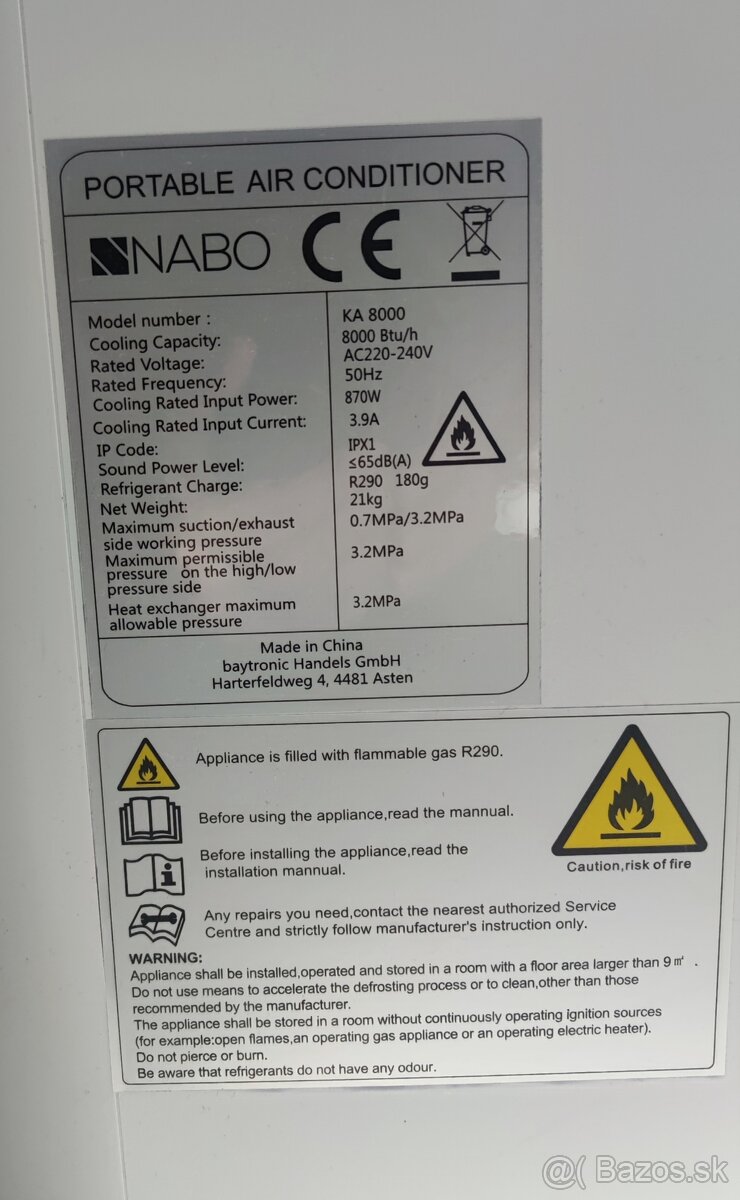 PORTABLE AIR CONDITIONER
NABO CE
Model number : KA 8000
Cooling Capacity: 8000 Btu/h
Rated Voltage: AC220-240V
Rated Frequency: 50Hz
Cooling Rated Input Power: 870W
Cooling Rated Input Current: 3.9A
IP Code: IPX1
Sound Power Level: ≤65dB(A)
Refrigerant Charge: R290 180g
Net Weight: 21kg
Maximum suction/exhaust 0.7MPa/3.2MPa
side working pressure
Maximum permissible 3.2MPa
pressure on the high/low
pressure side
Heat exchanger maximum 3.2MPa
allowable pressure
Made in China
baytronic Handels GmbH
Harterfeldweg 4, 4481 Asten
Appliance is filled with flammable gas R290.
Before using the appliance,read the mannual.
Before installing the appliance,read the
installation mannual.
Caution,risk of fire
Any repairs you need,contact the nearest authorized Service
Centre and strictly follow manufacturer's instruction only.
WARNING:
Appliance shall be installed,operated and stored in a room with a floor area larger than 9㎡ .
Do not use means to accelerate the defrosting process or to clean,other than those
recommended by the manufacturer.
The appliance shall be stored in a room without continuously operating ignition sources
(for example:open flames,an operating gas appliance or an operating electric heater).
Do not pierce or burn.
Be aware that refrigerants do not have any odour.
@( Bazos.sk